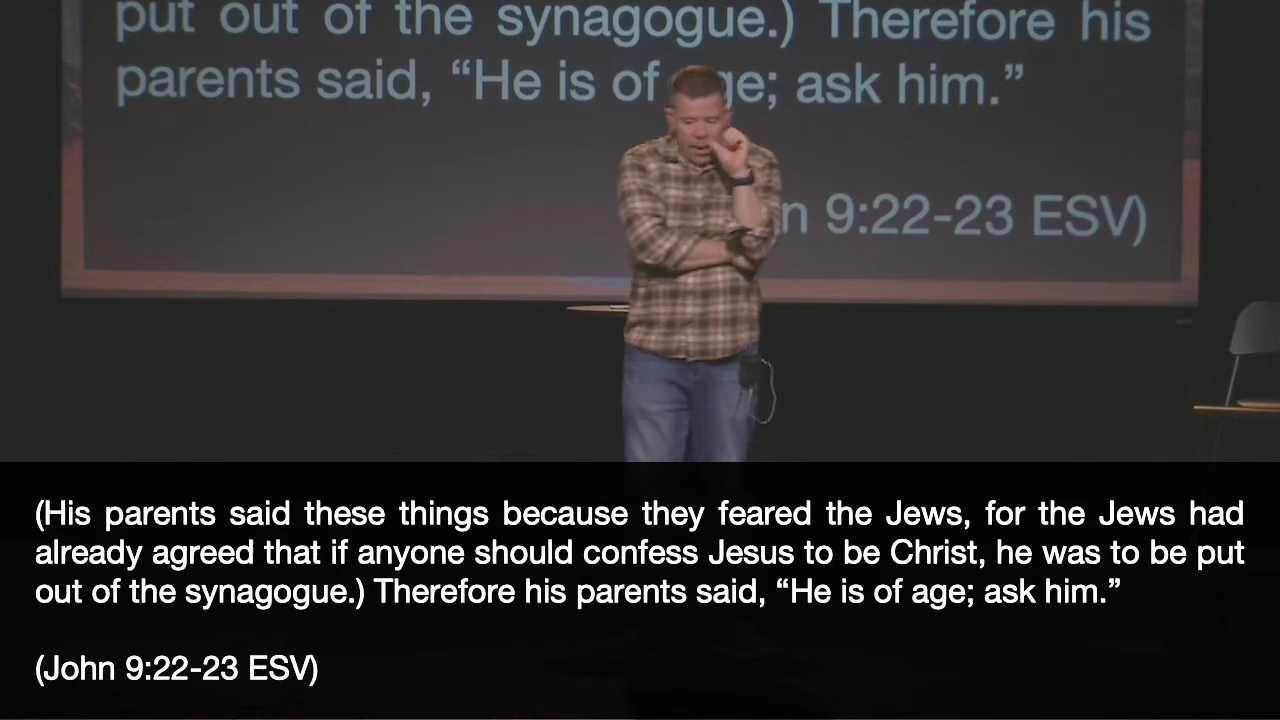 put out of the synagogue.) Therefore his
parents said, “He is of age; ask him.”
n 9:22-23 ESV)
(His parents said these things because they feared the Jews, for the Jews had
already agreed that if anyone should confess Jesus to be Christ, he was to be put
out of the synagogue.) Therefore his parents said, “He is of age; ask him.”
(John 9:22-23 ESV)